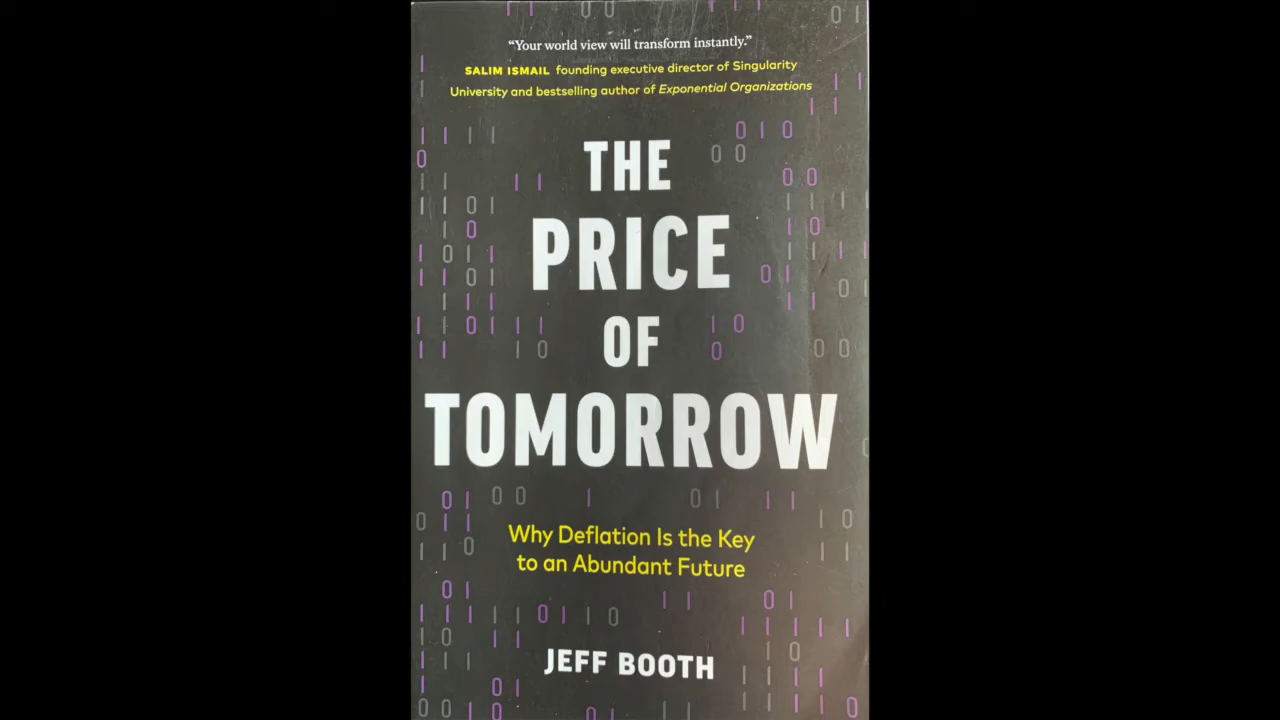 “Your world view will transform instantly.”
SALIM ISMAIL founding executive director of Singularity
University and bestselling author of Exponential Organizations
THE
PRICE
OF
TOMORROW
Why Deflation Is the Key
to an Abundant Future
JEFF BOOTH